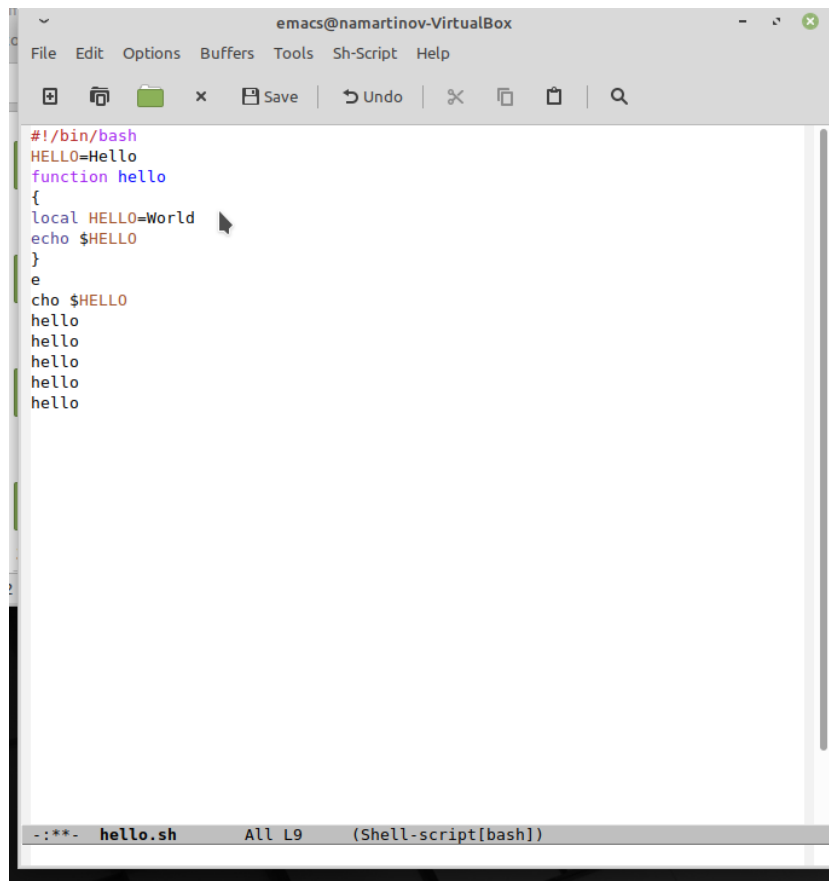 emacs@namartinov-VirtualBox
File Edit Options Buffers Tools Sh-Script Help
Save Undo
#!/bin/bash
HELLO=Hello
function hello
{
local HELLO=World
echo $HELLO
}
e
cho $HELLO
hello
hello
hello
hello
hello
-:**- hello.sh All L9 (Shell-script[bash])